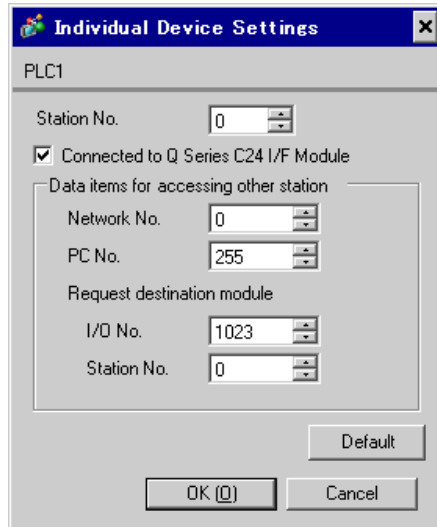 Individual Device Settings
PLC1
Station No. 0
Connected to Q Series C24 I/F Module
Data items for accessing other station
Network No. 0
PC No. 255
Request destination module
I/O No. 1023
Station No. 0
Default
OK (O) Cancel